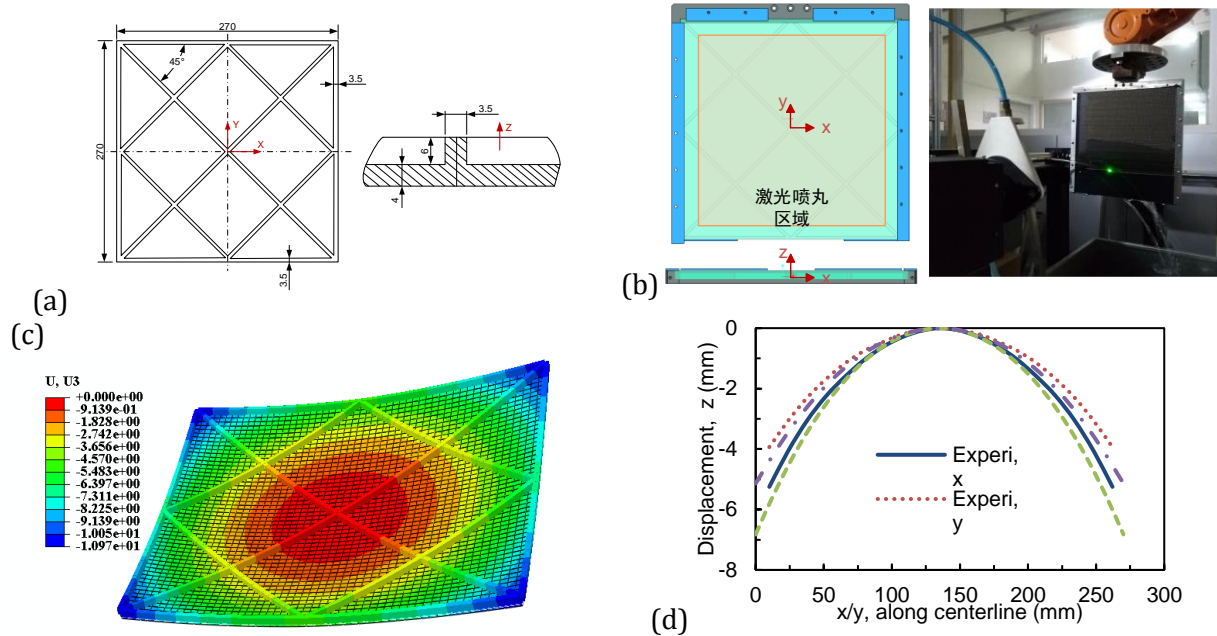 270
45°
3.5
270
Y
X
3.5
3.5
Z
6
4
(a)
y
x
激光喷丸
区域
z
x
(b)
(c)
U, U3
+0.000e+00
-9.139e-01
-1.828e+00
-2.742e+00
-3.656e+00
-4.570e+00
-5.483e+00
-6.397e+00
-7.311e+00
-8.225e+00
-9.139e+00
-1.005e+01
-1.097e+01
Displacement, z (mm)
0
-2
-4
-6
-8
Experi,
x
Experi,
y
0 50 100 150 200 250 300
x/y, along centerline (mm)
(d)